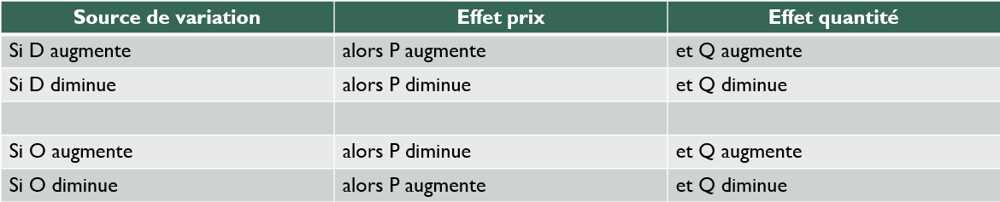 Source de variation Effet prix Effet quantité
Si D augmente alors P augmente et Q augmente
Si D diminue alors P diminue et Q diminue
Si O augmente alors P diminue et Q augmente
Si O diminue alors P augmente et Q diminue